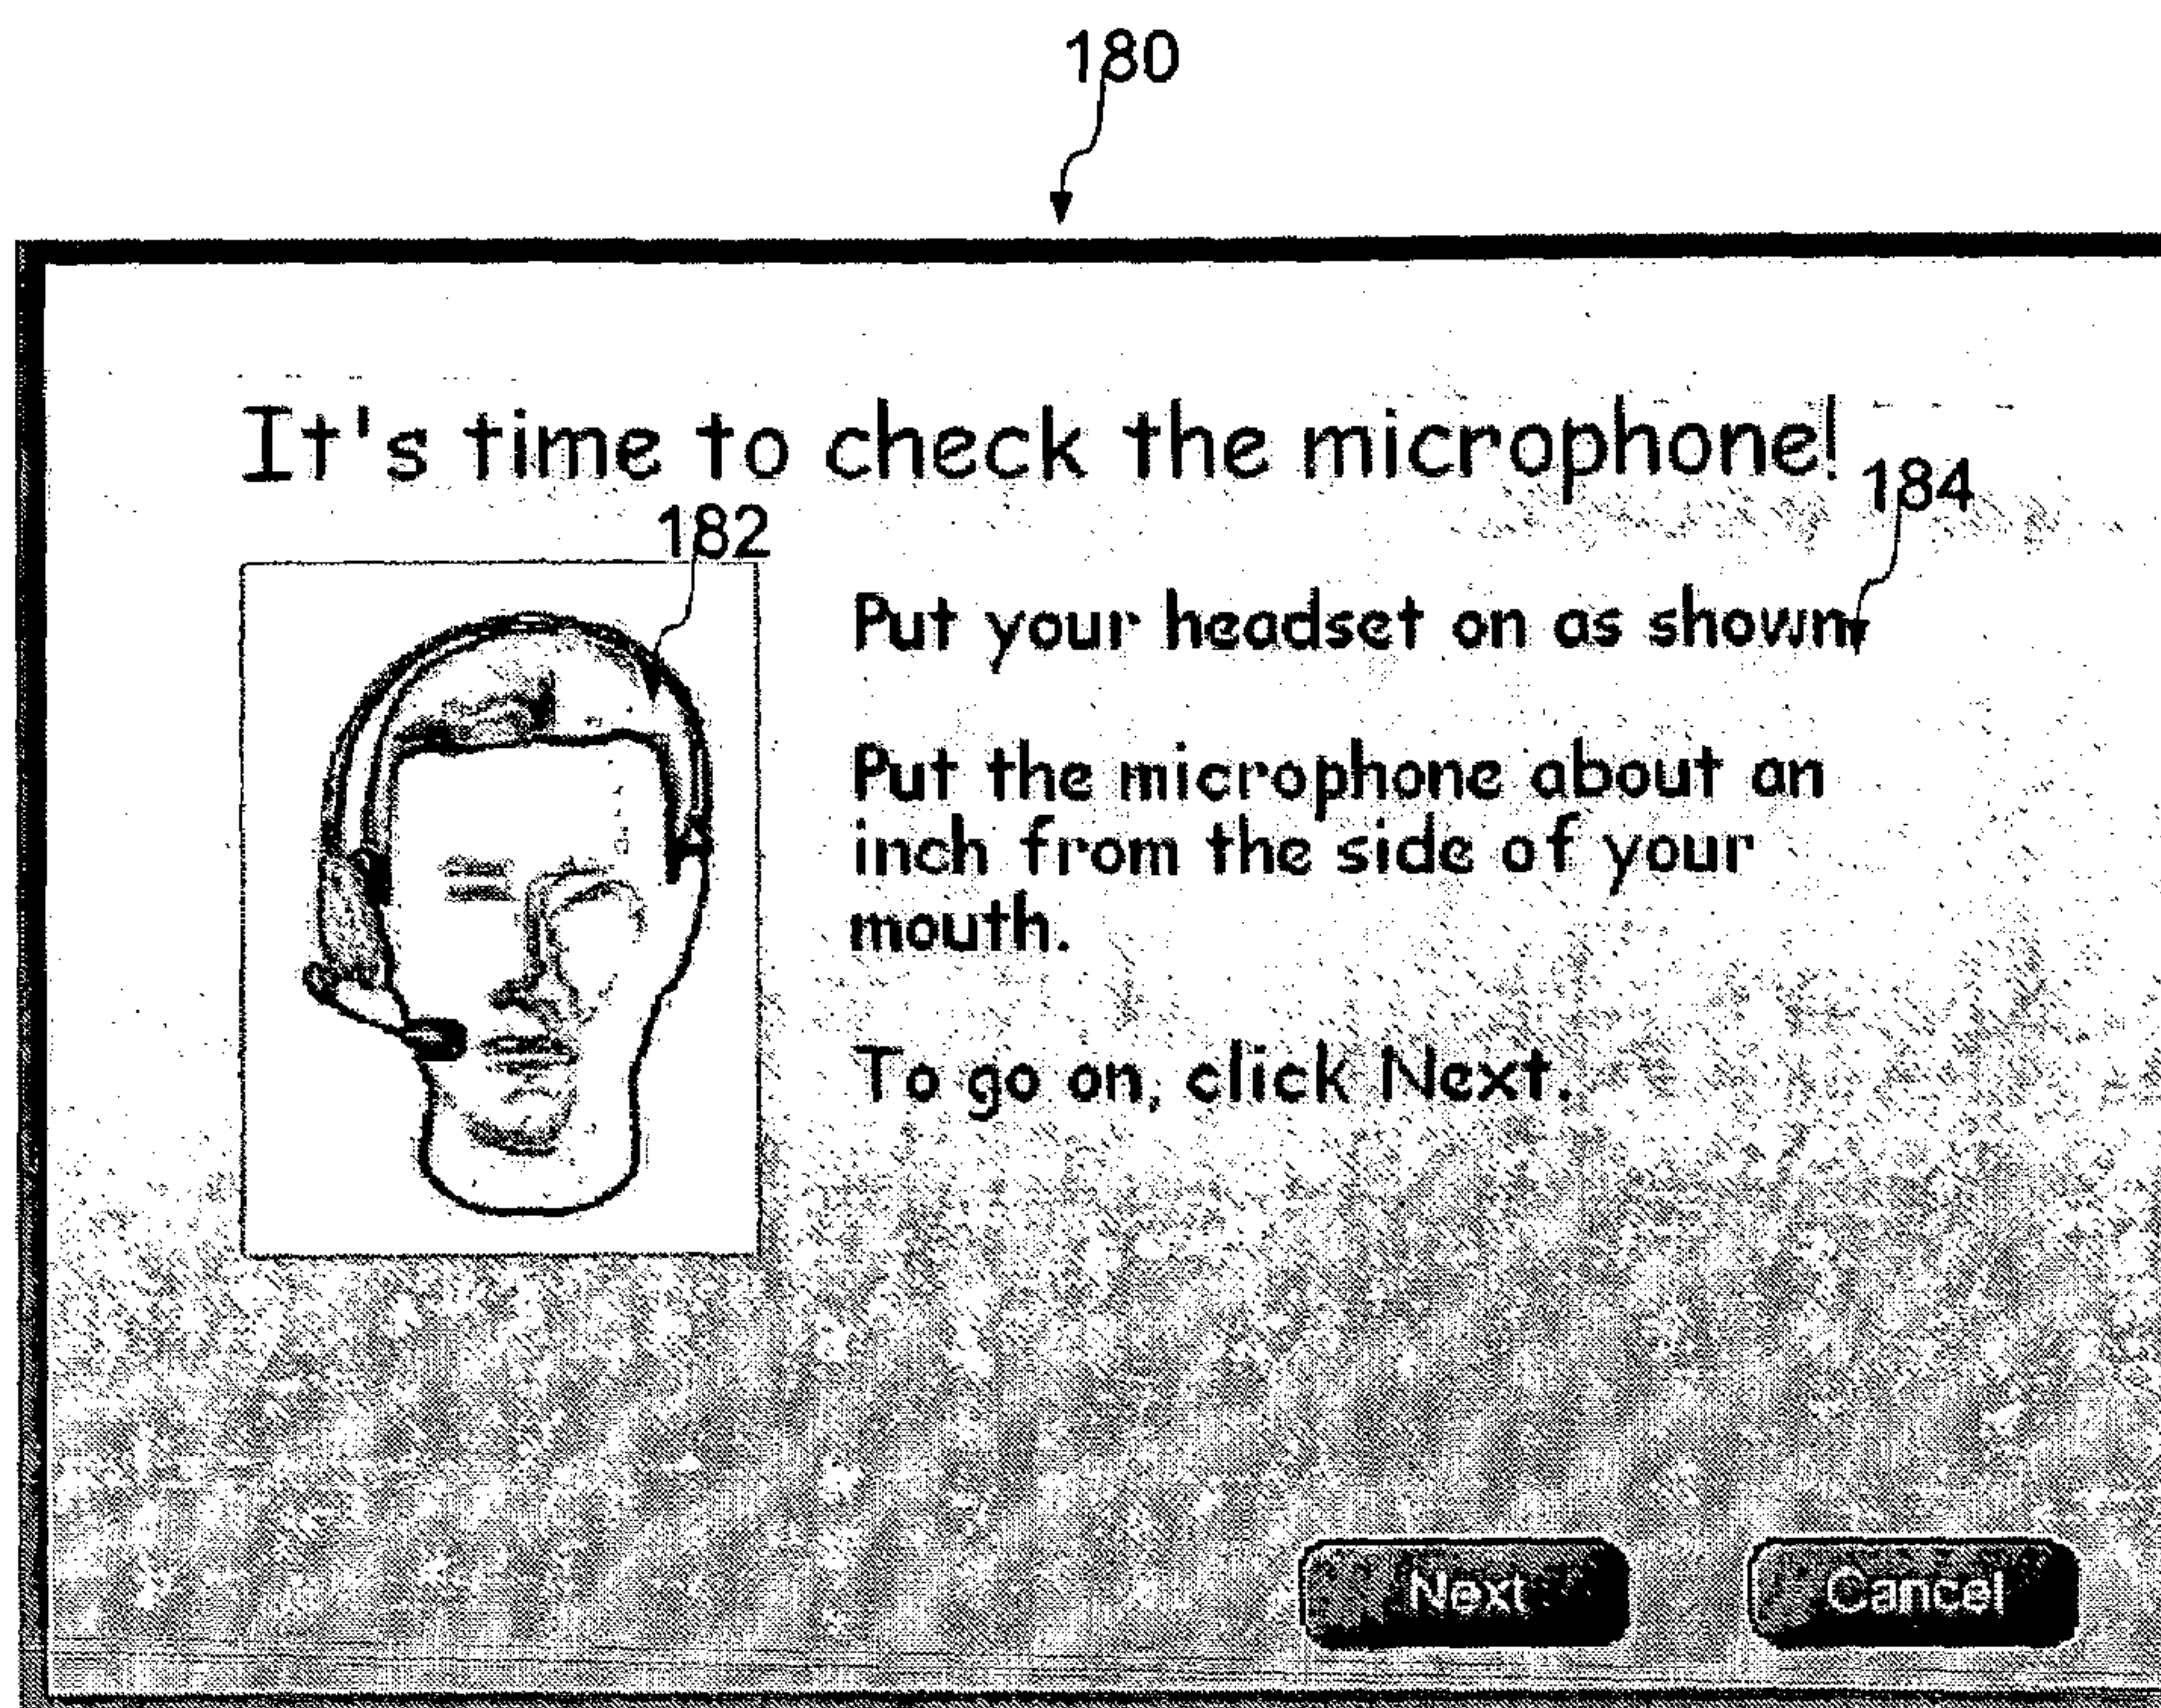 180
It's time to check the microphone!
184
182
Put your headset on as shown.
Put the microphone about an
inch from the side of your
mouth.
To go on, click Next.
Next
Cancel